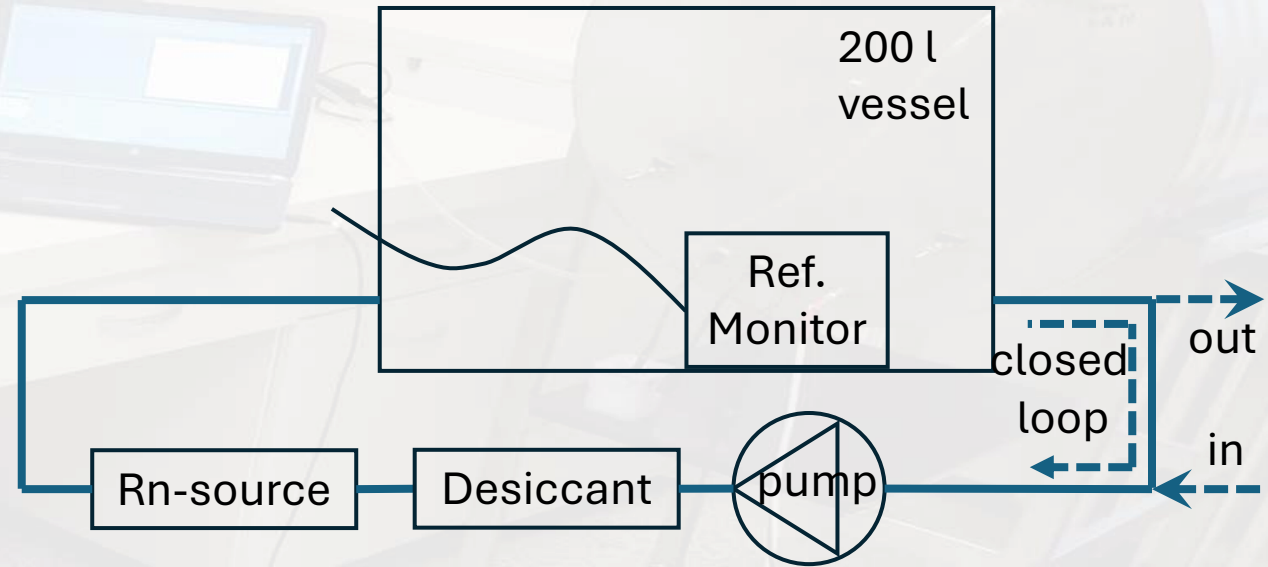 200 l
vessel
Ref.
Monitor
out
closed
loop
in
Rn-source
Desiccant
pump